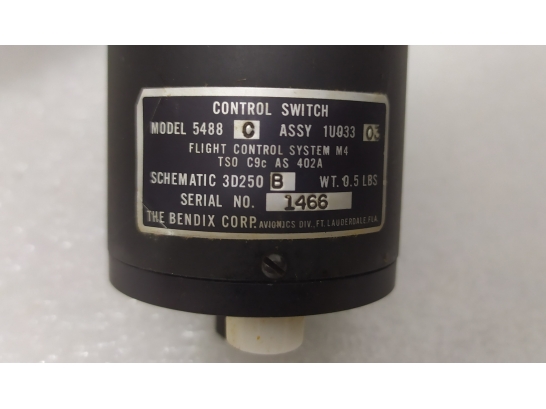 CONTROL SWITCH
MODEL 5488 C ASSY 1U033 03
FLIGHT CONTROL SYSTEM M4
TSO C9c AS 402A
SCHEMATIC 3D250 B WT. 0.5 LBS
SERIAL NO. 1466
THE BENDIX CORP. AVIONICS DIV., FT. LAUDERDALE, FLA.